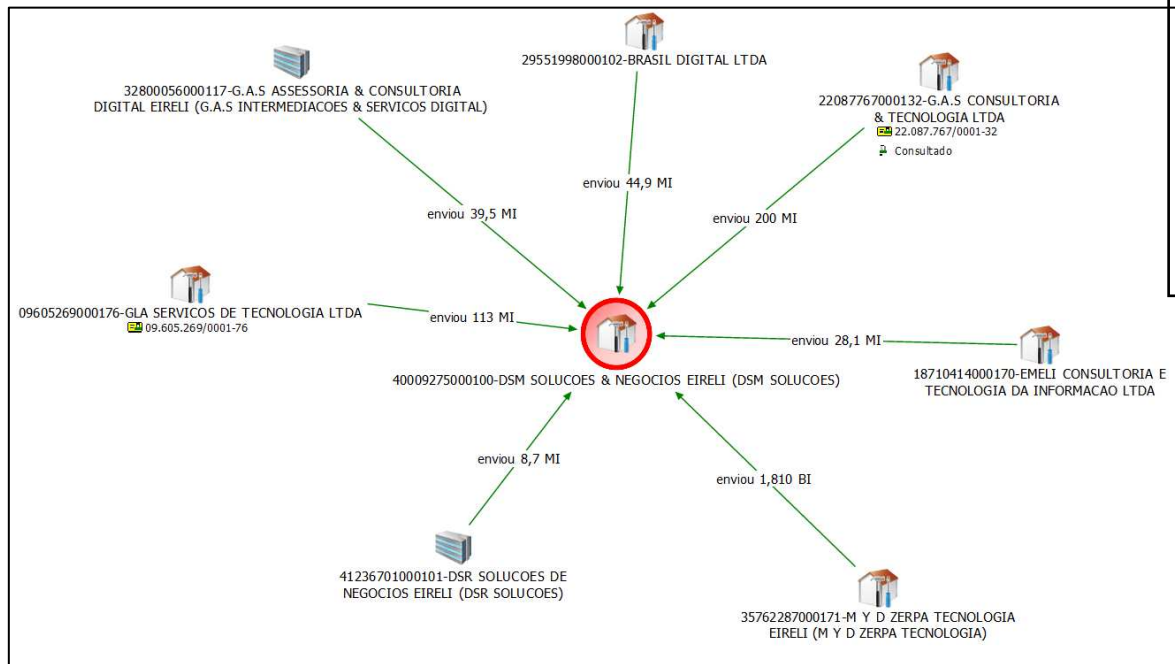 29551998000102-BRASIL DIGITAL LTDA
32800056000117-G.A.S ASSESSORIA & CONSULTORIA
DIGITAL EIRELI (G.A.S INTERMEDIACOES & SERVICOS DIGITAL)
22087767000132-G.A.S CONSULTORIA
& TECNOLOGIA LTDA
22.087.767/0001-32
Consultado
enviou 44,9 MI
enviou 39,5 MI
enviou 200 MI
09605269000176-GLA SERVICOS DE TECNOLOGIA LTDA
09.605.269/0001-76
enviou 113 MI
enviou 28,1 MI
40009275000100-DSM SOLUCOES & NEGOCIOS EIRELI (DSM SOLUCOES)
18710414000170-EMELI CONSULTORIA E
TECNOLOGIA DA INFORMACAO LTDA
enviou 8,7 MI
enviou 1,810 BI
41236701000101-DSR SOLUCOES DE
NEGOCIOS EIRELI (DSR SOLUCOES)
35762287000171-M Y D ZERPA TECNOLOGIA
EIRELI (M Y D ZERPA TECNOLOGIA)